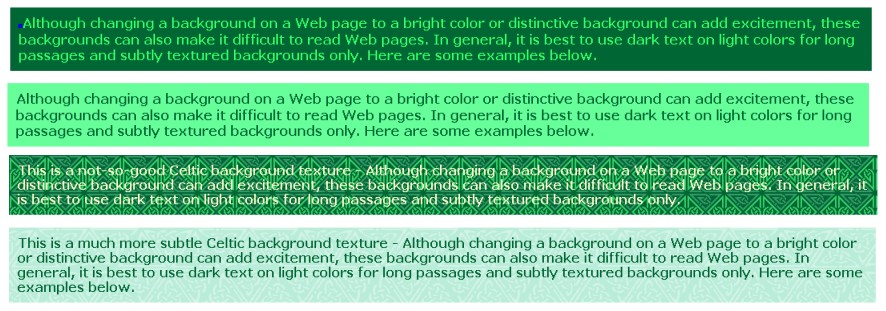 Although changing a background on a Web page to a bright color or distinctive background can add excitement, these
backgrounds can also make it difficult to read Web pages. In general, it is best to use dark text on light colors for long
passages and subtly textured backgrounds only. Here are some examples below.
Although changing a background on a Web page to a bright color or distinctive background can add excitement, these
backgrounds can also make it difficult to read Web pages. In general, it is best to use dark text on light colors for long
passages and subtly textured backgrounds only. Here are some examples below.
This is a not-so-good Celtic background texture - Although changing a background on a Web page to a bright color or
distinctive background can add excitement, these backgrounds can also make it difficult to read Web pages. In general, it
is best to use dark text on light colors for long passages and subtly textured backgrounds only.
This is a much more subtle Celtic background texture - Although changing a background on a Web page to a bright color
or distinctive background can add excitement, these backgrounds can also make it difficult to read Web pages. In
general, it is best to use dark text on light colors for long passages and subtly textured backgrounds only. Here are some
examples below.